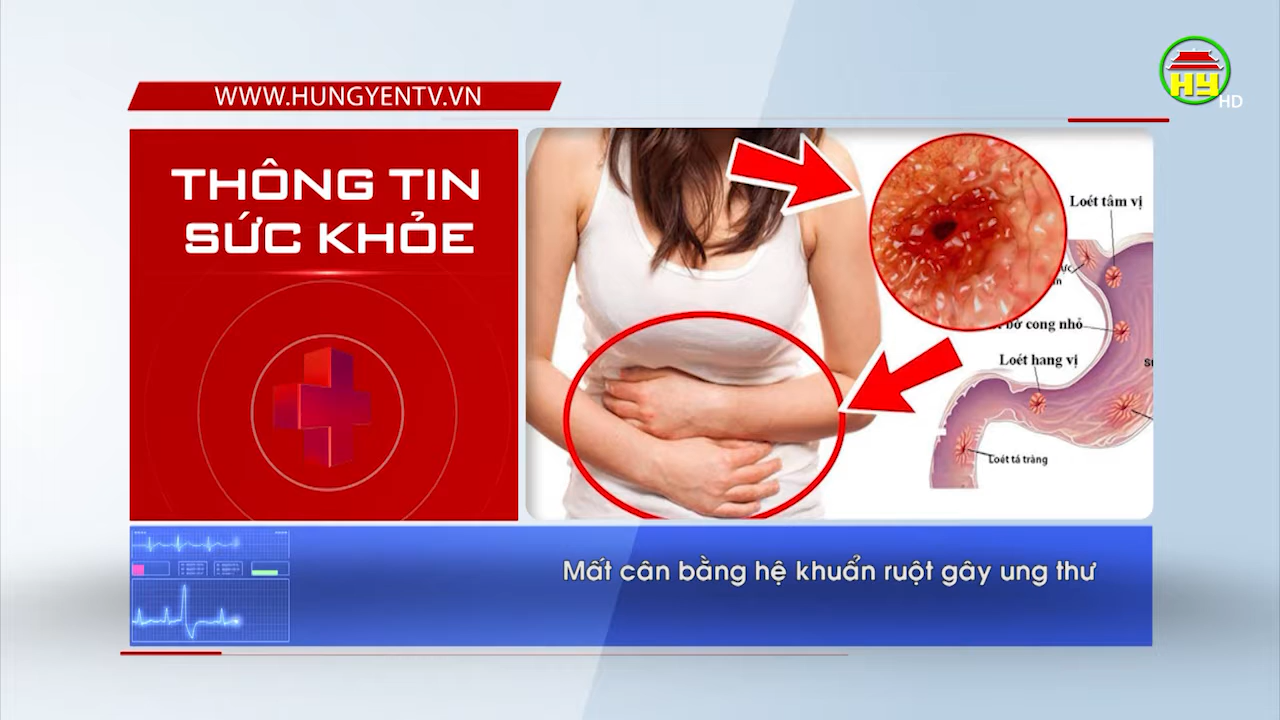 WWW.HUNGYENTV.VN
HY
HD
THÔNG TIN
SỨC KHỎE
Loét tâm vị
bờ cong nhỏ
Loét hang vị
Loét tá tràng
Mất cân bằng hệ khuẩn ruột gây ung thư